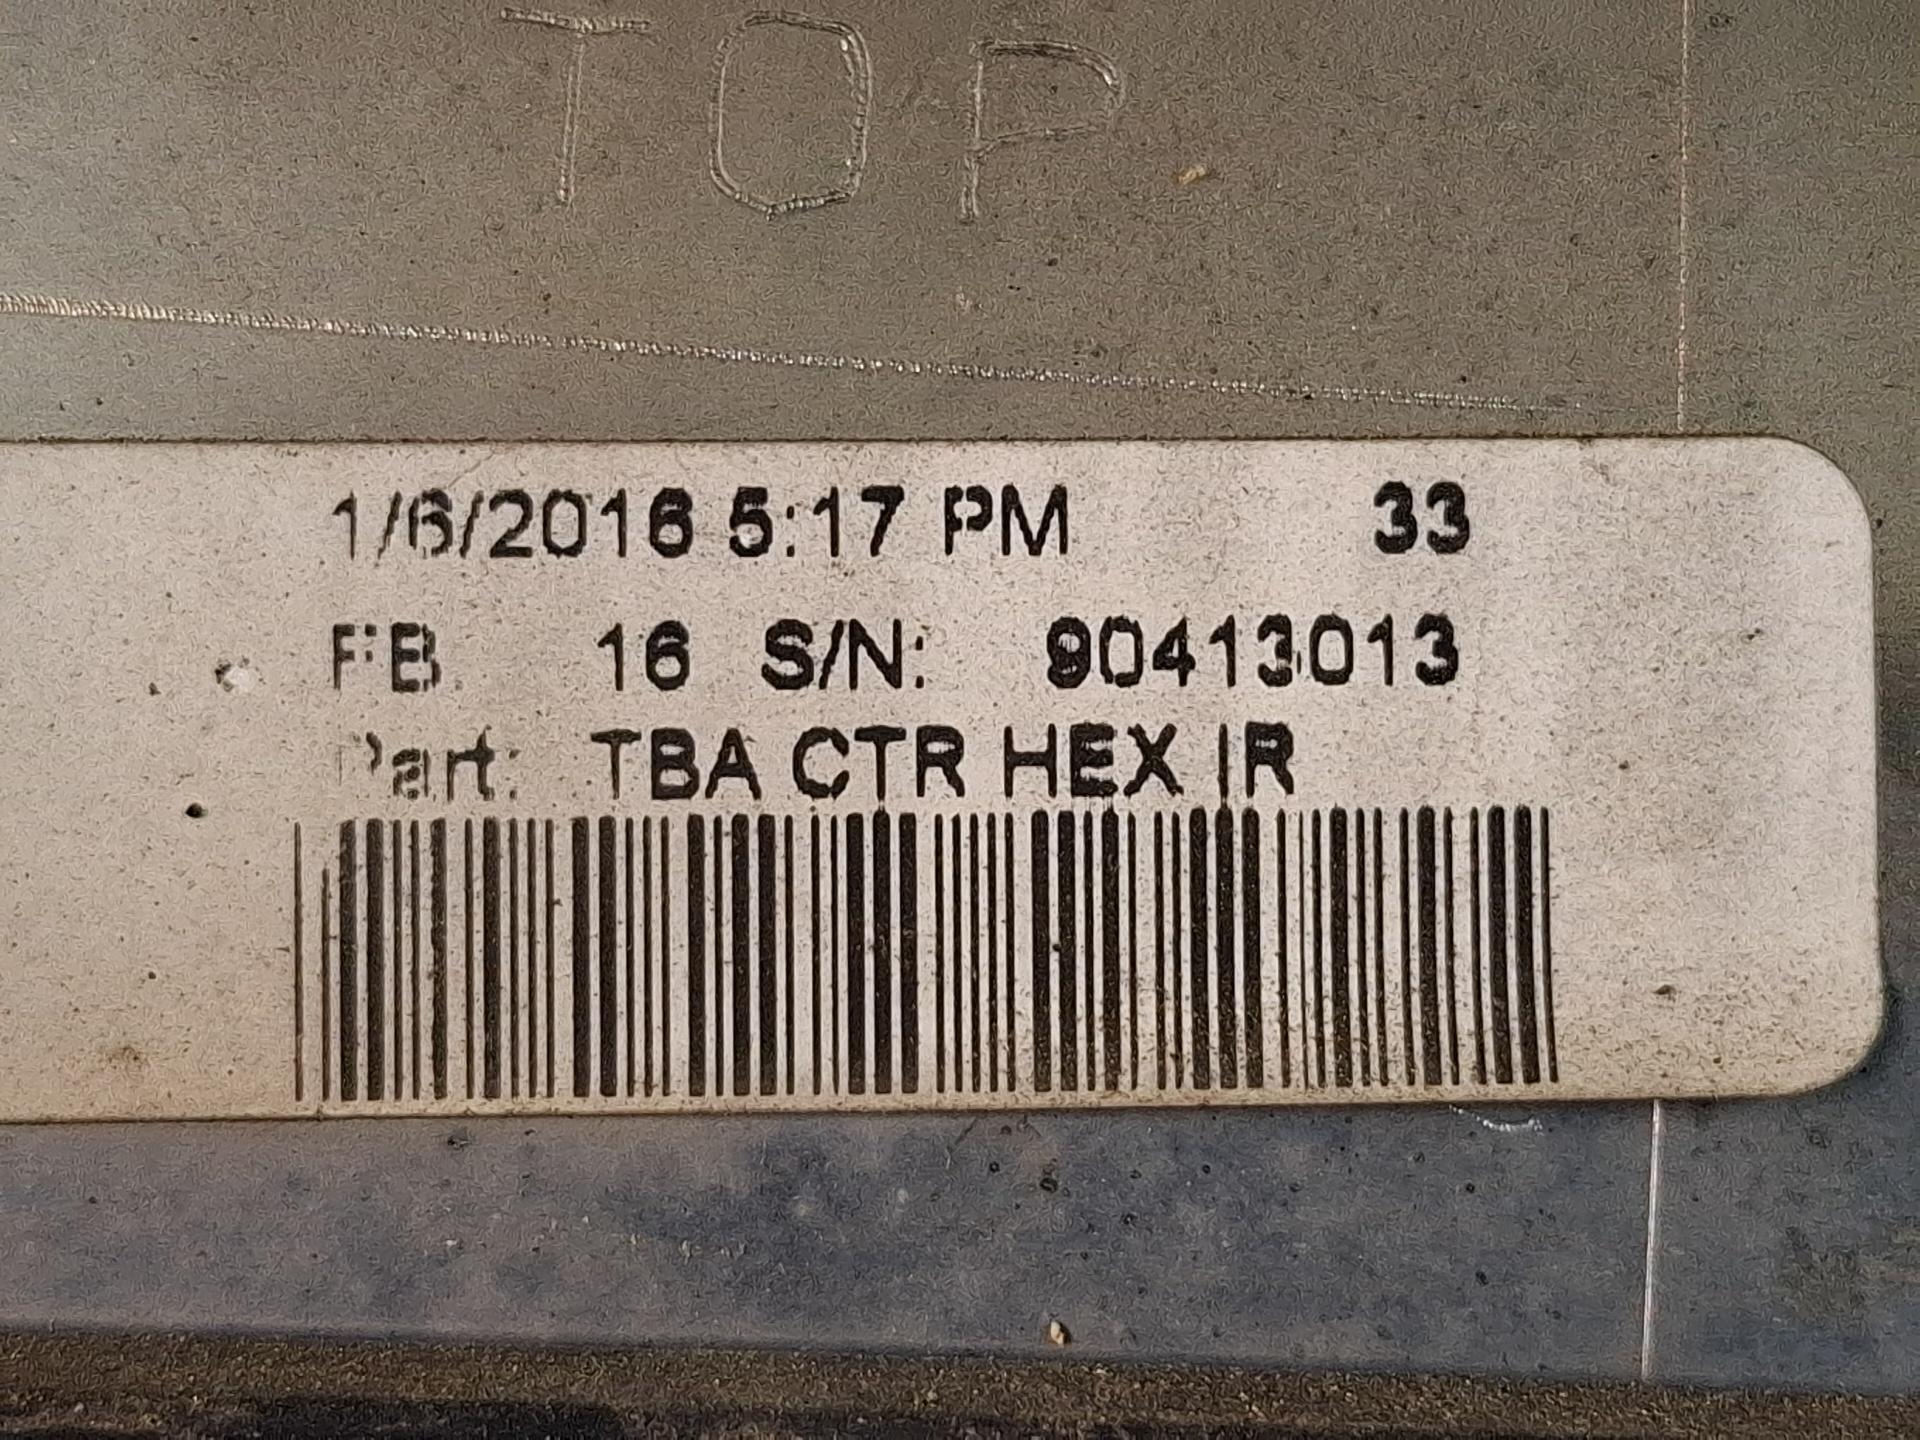 TOP
1/6/2016 5:17 PM 33
FB 16 S/N: 90413013
Part: TBA CTR HEX IR